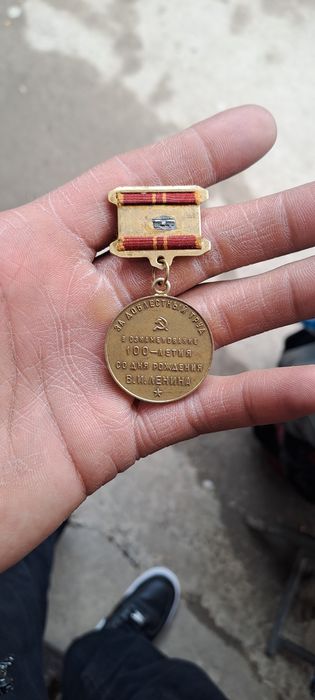 ЗА ДОБЛЕСТНЫЙ ТРУД
В ОЗНАМЕНОВАНИЕ
100-ЛЕТИЯ
СО ДНЯ РОЖДЕНИЯ
В.И.ЛЕНИНА